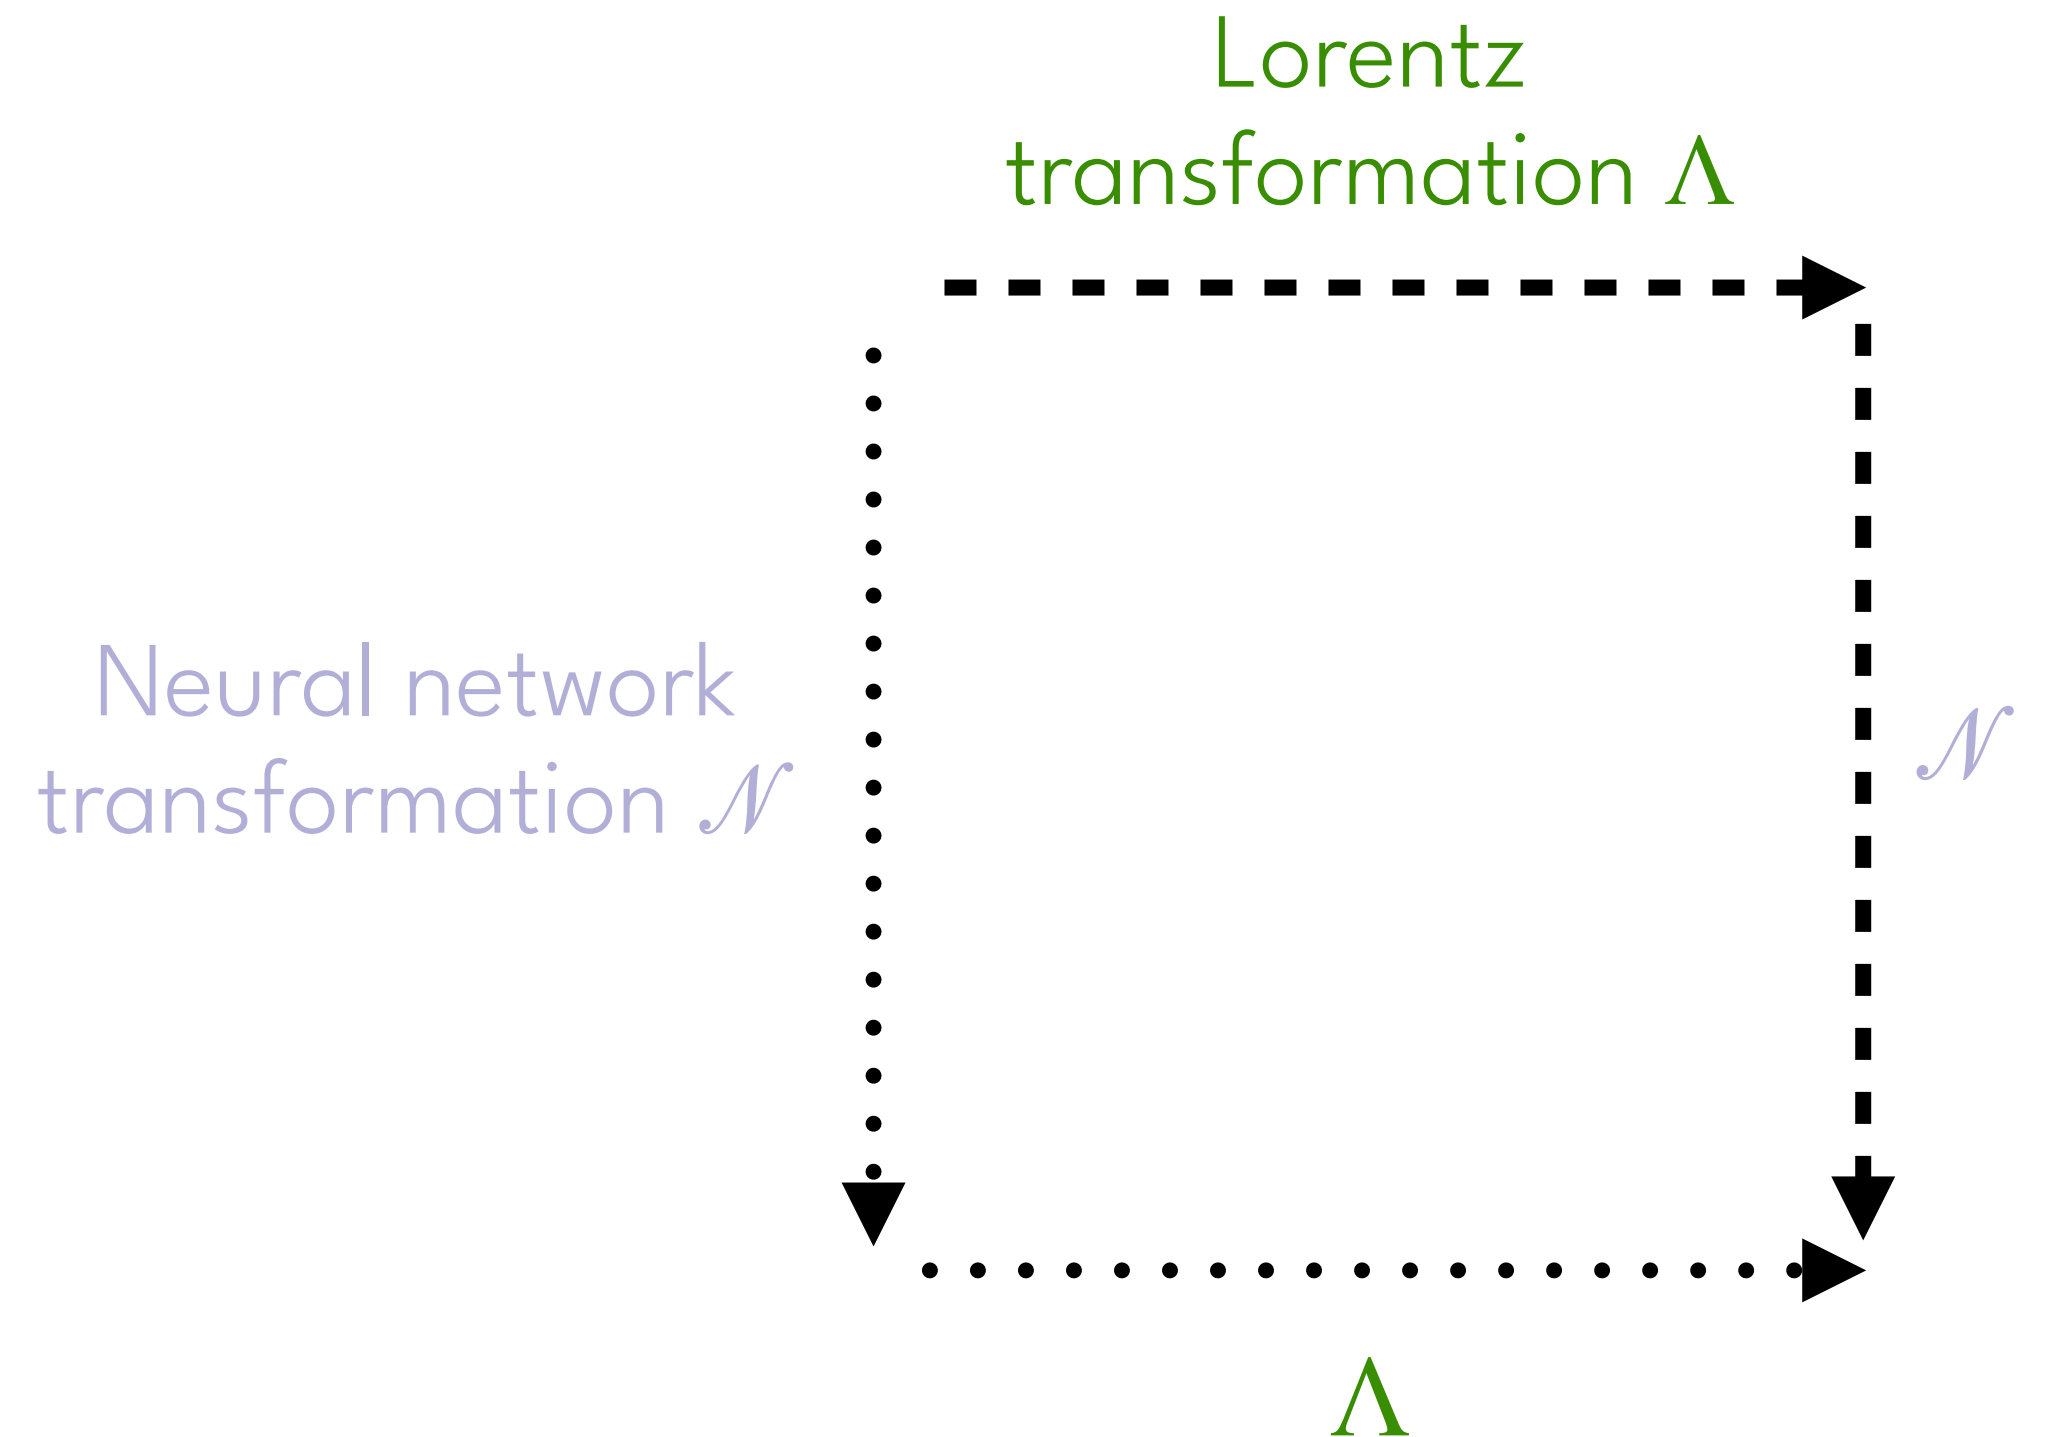 Lorentz
transformation Λ
Neural network
transformation 𝒩
𝒩
Λ